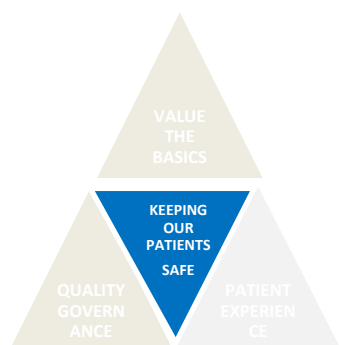 VALUE
THE
BASICS
KEEPING
OUR
PATIENTS
SAFE
QUALITY
GOVERN
ANCE
PATIENT
EXPERIEN
CE